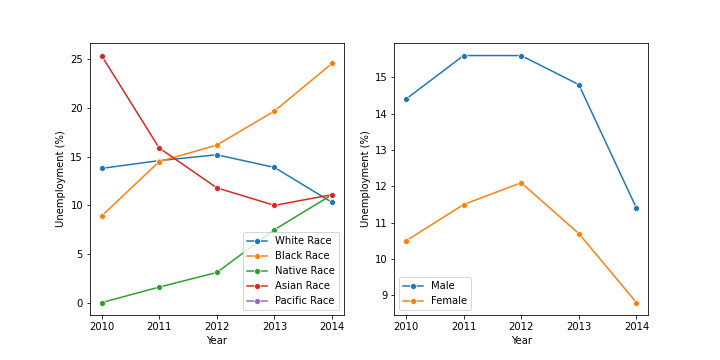 25
20
15
10
5
0
Unemployment (%)
2010 2011 2012 2013 2014
Year
White Race
Black Race
Native Race
Asian Race
Pacific Race
15
14
13
12
11
10
9
Unemployment (%)
2010 2011 2012 2013 2014
Year
Male
Female